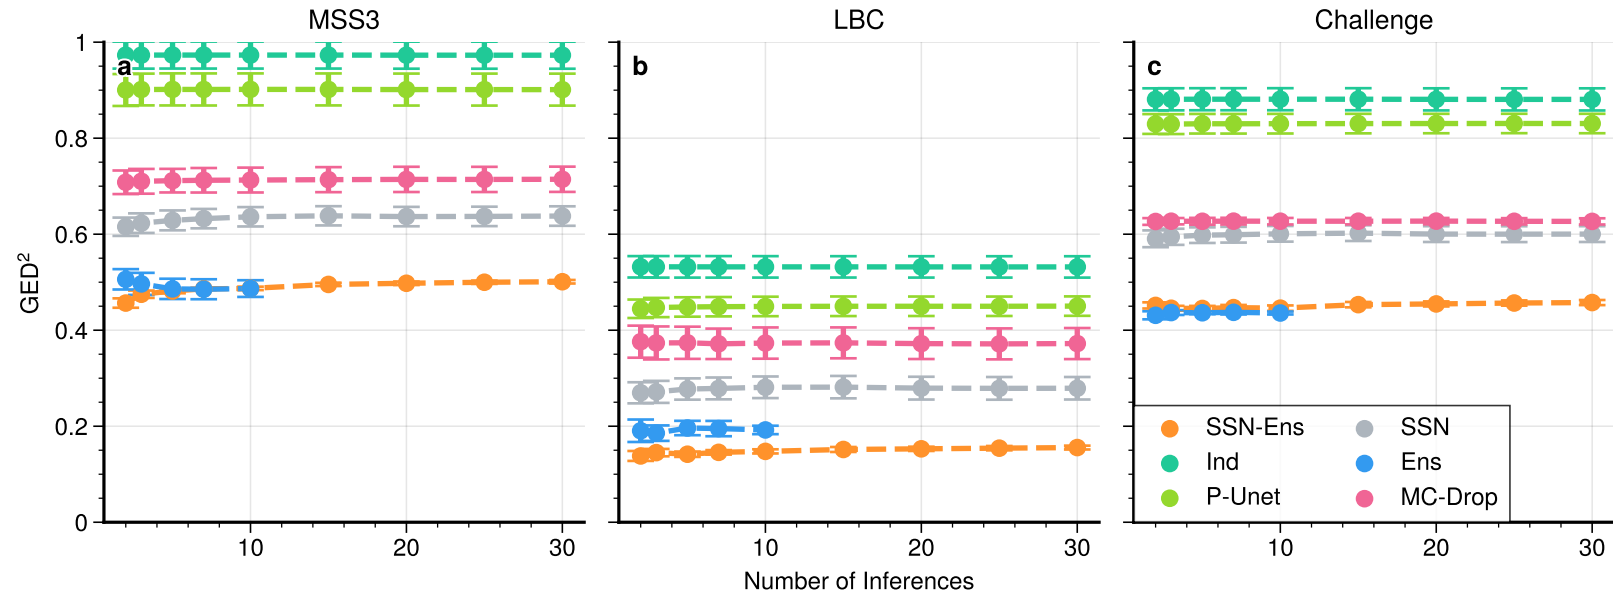 MSS3
LBC
Challenge
a
b
c
1
0.8
0.6
0.4
0.2
0
GED²
10
20
30
10
20
30
10
20
30
Number of Inferences
SSN-Ens
SSN
Ind
Ens
P-Unet
MC-Drop